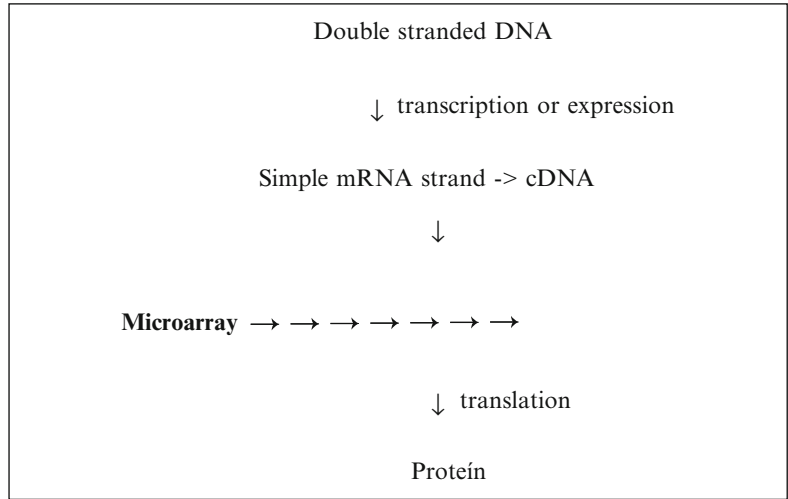 Double stranded DNA
↓ transcription or expression
Simple mRNA strand -> cDNA
↓
Microarray → → → → → → →
↓ translation
Proteín